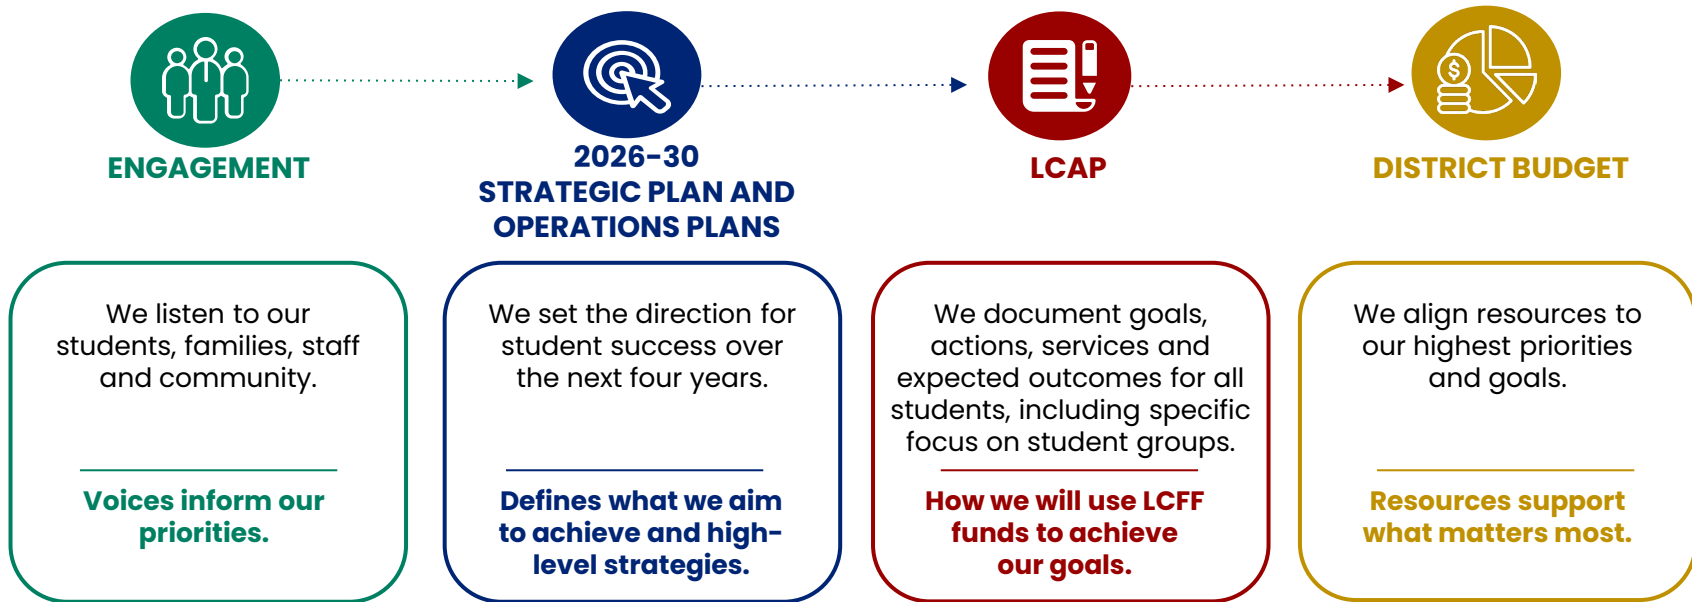 ENGAGEMENT
We listen to our
students, families, staff
and community.
Voices inform our
priorities.
2026-30
STRATEGIC PLAN AND
OPERATIONS PLANS
We set the direction for
student success over
the next four years.
Defines what we aim
to achieve and high-
level strategies.
LCAP
We document goals,
actions, services and
expected outcomes for all
students, including specific
focus on student groups.
How we will use LCFF
funds to achieve
our goals.
$
DISTRICT BUDGET
We align resources to
our highest priorities
and goals.
Resources support
what matters most.